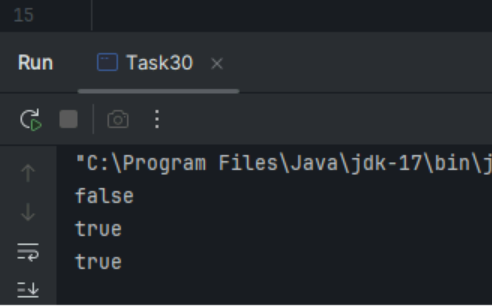 15
Run Task30
"C:\Program Files\Java\jdk-17\bin\j
false
true
true